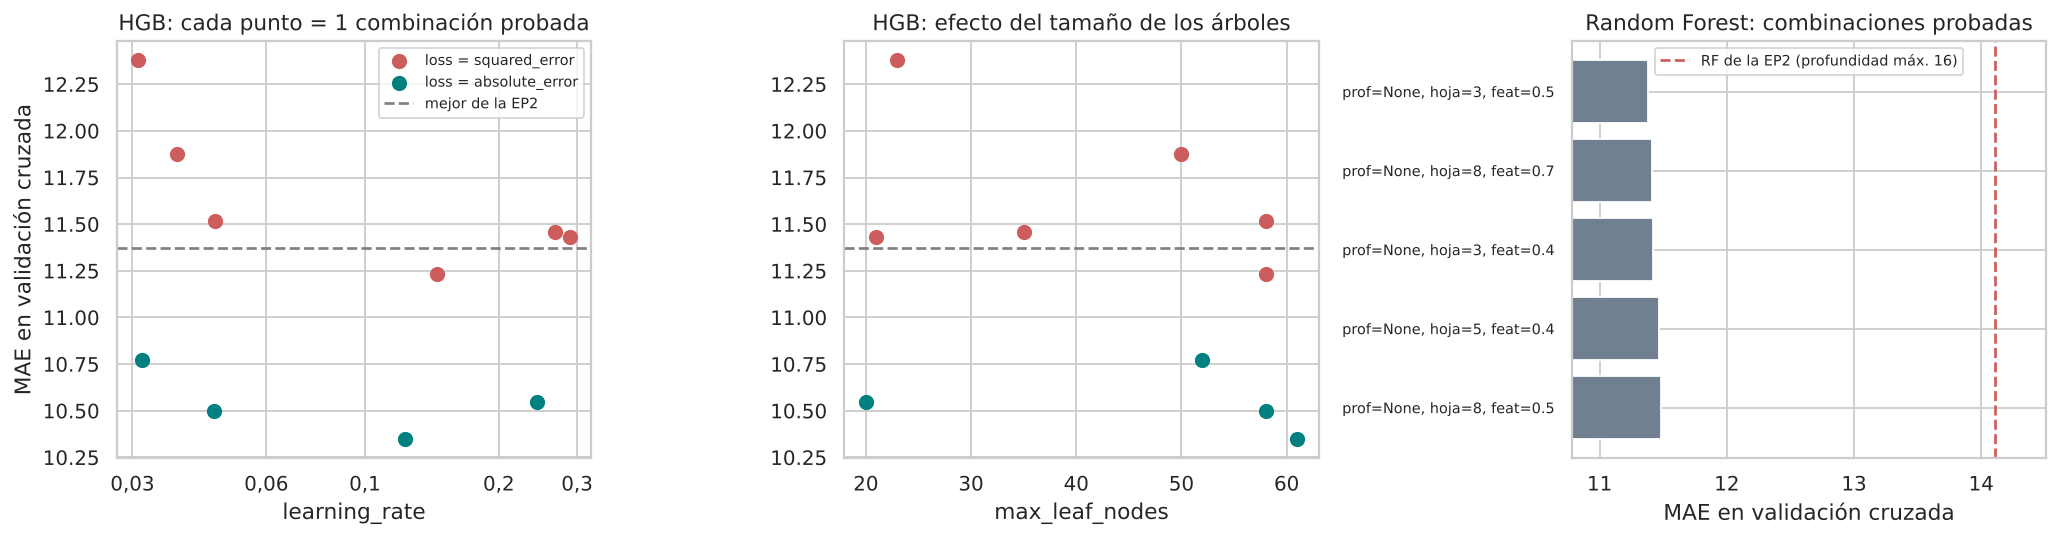 HGB: cada punto = 1 combinación probada
MAE en validación cruzada
12.25
12.00
11.75
11.50
11.25
11.00
10.75
10.50
10.25
loss = squared_error
loss = absolute_error
mejor de la EP2
0,03
0,06
0,1
0,2
0,3
learning_rate
HGB: efecto del tamaño de los árboles
12.25
12.00
11.75
11.50
11.25
11.00
10.75
10.50
10.25
20
30
40
50
60
max_leaf_nodes
Random Forest: combinaciones probadas
RF de la EP2 (profundidad máx. 16)
prof=None, hoja=3, feat=0.5
prof=None, hoja=8, feat=0.7
prof=None, hoja=3, feat=0.4
prof=None, hoja=5, feat=0.4
prof=None, hoja=8, feat=0.5
11
12
13
14
MAE en validación cruzada